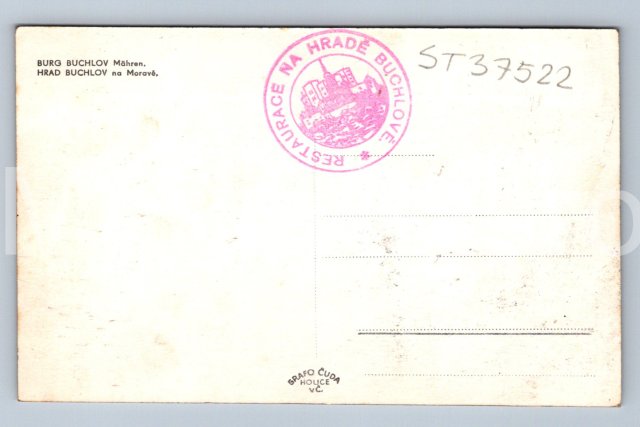 BURG BUCHLOV Mähren.
HRAD BUCHLOV na Moravě.
RESTAURACE NA HRADĚ BUCHLOVĚ *
ST37522
GRAFO ČUDA
HOLICE
v Č.